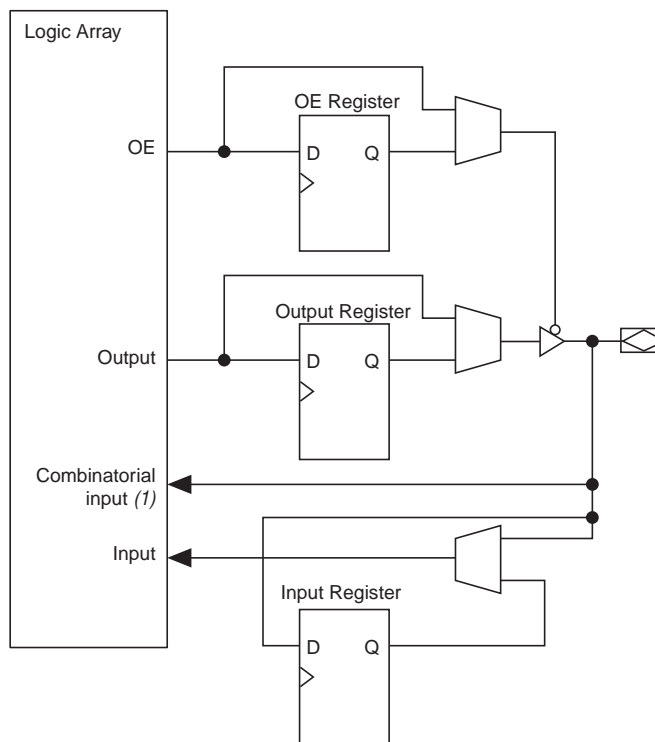 Logic Array
OE Register
OE
D Q
Output Register
Output
D Q
Combinatorial
input (1)
Input
Input Register
D Q